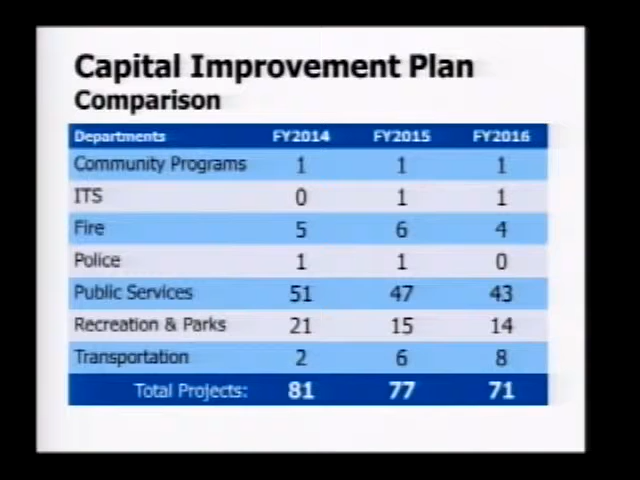 Capital Improvement Plan
Comparison
Departments FY2014 FY2015 FY2016
Community Programs 1 1 1
ITS 0 1 1
Fire 5 6 4
Police 1 1 0
Public Services 51 47 43
Recreation & Parks 21 15 14
Transportation 2 6 8
Total Projects: 81 77 71